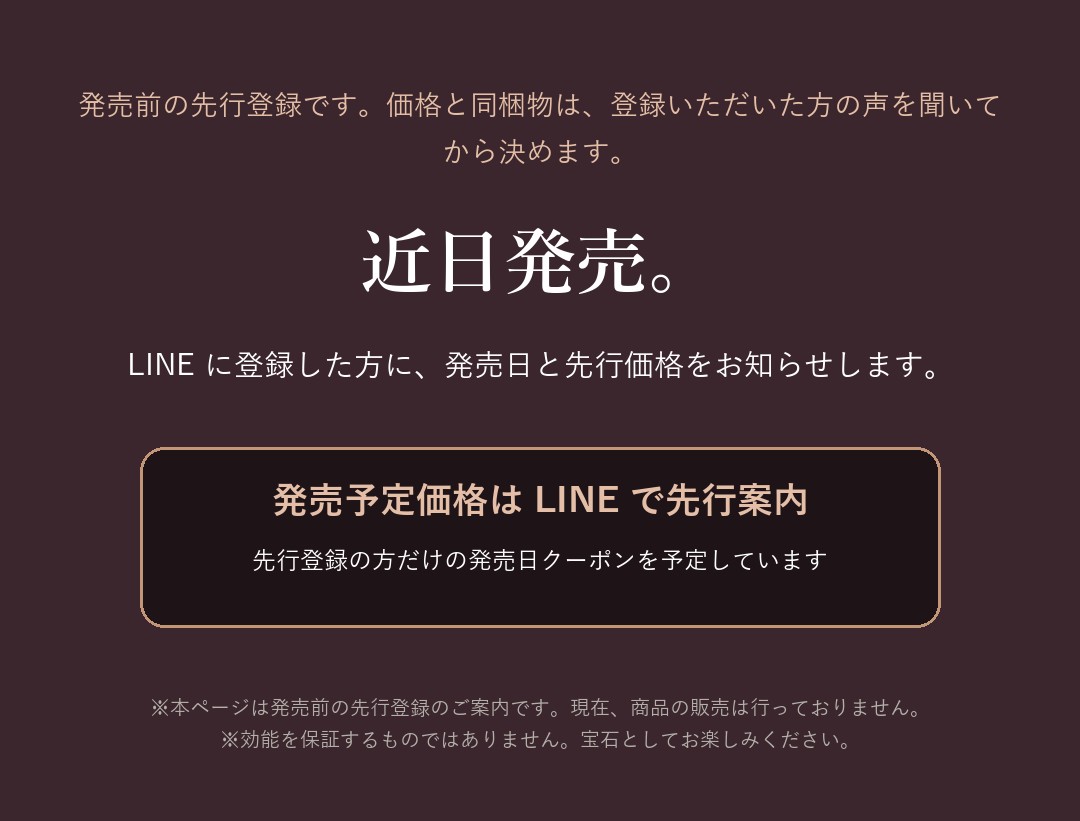 発売前の先行登録です。価格と同梱物は、登録いただいた方の声を聞いて
から決めます。
近日発売。
LINE に登録した方に、発売日と先行価格をお知らせします。
発売予定価格は LINE で先行案内
先行登録の方だけの発売日クーポンを予定しています
※本ページは発売前の先行登録のご案内です。現在、商品の販売は行っておりません。
※効能を保証するものではありません。宝石としてお楽しみください。